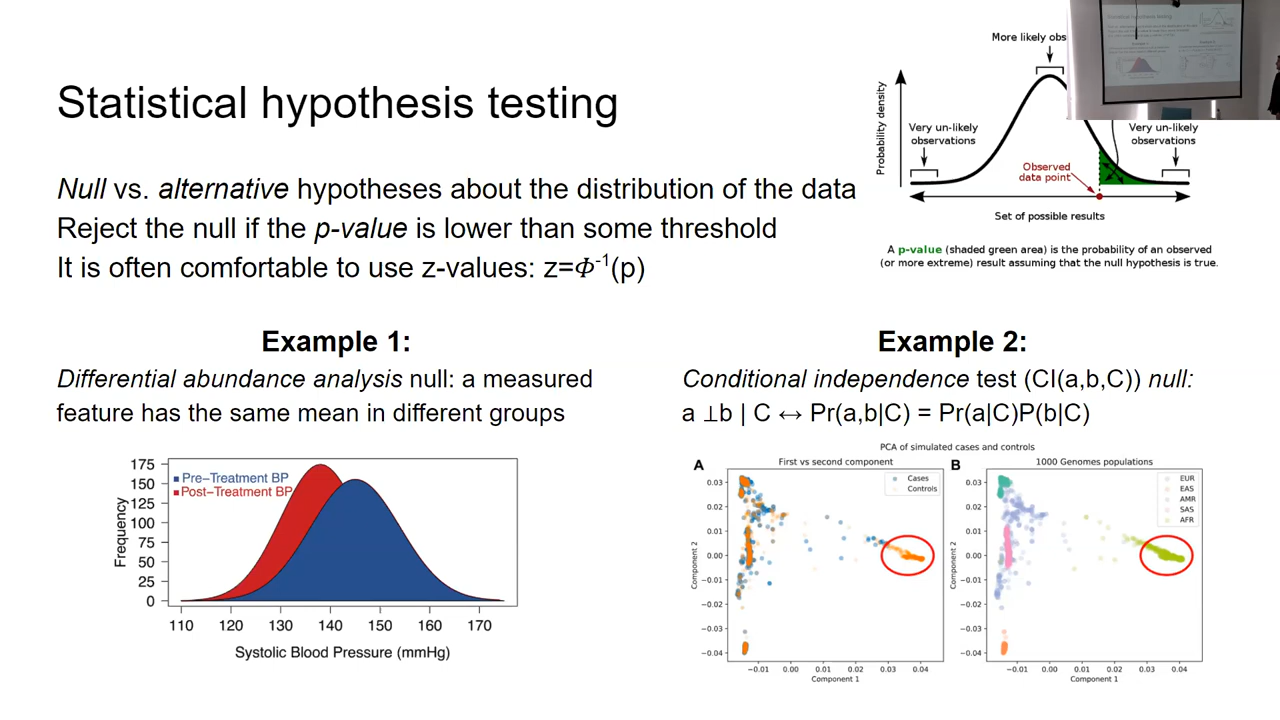 Statistical hypothesis testing
Null vs. alternative hypotheses about the distribution of the data
Reject the null if the p-value is lower than some threshold
It is often comfortable to use z-values: z=Φ-1(p)
More likely obs
Probability density
Very un-likely
observations
Very un-likely
observations
Observed
data point
Set of possible results
A p-value (shaded green area) is the probability of an observed
(or more extreme) result assuming that the null hypothesis is true.
Example 1:
Differential abundance analysis null: a measured
feature has the same mean in different groups
175
150
125
100
75
50
25
0
Frequency
Pre−Treatment BP
Post−Treatment BP
110 120 130 140 150 160 170
Systolic Blood Pressure (mmHg)
Example 2:
Conditional independence test (CI(a,b,C)) null:
a ⊥b | C ↔ Pr(a,b|C) = Pr(a|C)P(b|C)
PCA of simulated cases and controls
A
First vs second component
Cases
Controls
0.03
0.02
0.01
0.00
−0.01
−0.02
−0.03
−0.04
Component 2
−0.01 0.00 0.01 0.02 0.03 0.04
Component 1
B
1000 Genomes populations
EUR
EAS
AMR
SAS
AFR
0.03
0.02
0.01
0.00
−0.01
−0.02
−0.03
−0.04
Component 2
−0.01 0.00 0.01 0.02 0.03 0.04
Component 1